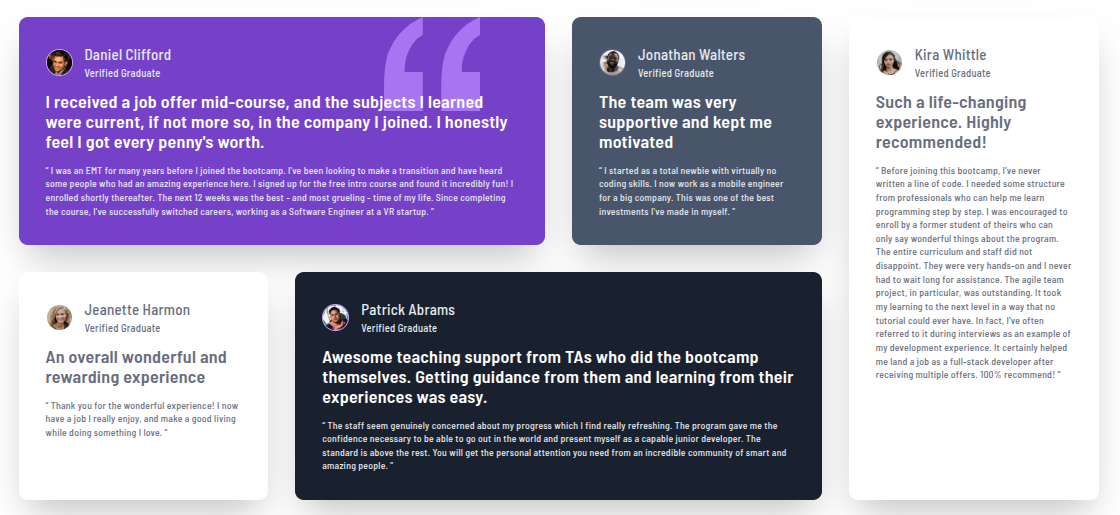 Daniel Clifford
Verified Graduate
I received a job offer mid-course, and the subjects I learned
were current, if not more so, in the company I joined. I honestly
feel I got every penny's worth.
“ I was an EMT for many years before I joined the bootcamp. I've been looking to make a transition and have heard
some people who had an amazing experience here. I signed up for the free intro course and found it incredibly fun! I
enrolled shortly thereafter. The next 12 weeks was the best - and most grueling - time of my life. Since completing
the course, I've successfully switched careers, working as a Software Engineer at a VR startup. ”
Jonathan Walters
Verified Graduate
The team was very
supportive and kept me
motivated
“ I started as a total newbie with virtually no
coding skills. I now work as a mobile engineer
for a big company. This was one of the best
investments I've made in myself. ”
Kira Whittle
Verified Graduate
Such a life-changing
experience. Highly
recommended!
“ Before joining this bootcamp, I've never
written a line of code. I needed some structure
from professionals who can help me learn
programming step by step. I was encouraged to
enroll by a former student of theirs who can
only say wonderful things about the program.
The entire curriculum and staff did not
disappoint. They were very hands-on and I never
had to wait long for assistance. The agile team
project, in particular, was outstanding. It took
my learning to the next level in a way that no
tutorial could ever have. In fact, I've often
referred to it during interviews as an example of
my development experience. It certainly helped
me land a job as a full-stack developer after
receiving multiple offers. 100% recommend! ”
Jeanette Harmon
Verified Graduate
An overall wonderful and
rewarding experience
“ Thank you for the wonderful experience! I now
have a job I really enjoy, and make a good living
while doing something I love. ”
Patrick Abrams
Verified Graduate
Awesome teaching support from TAs who did the bootcamp
themselves. Getting guidance from them and learning from their
experiences was easy.
“ The staff seem genuinely concerned about my progress which I find really refreshing. The program gave me the
confidence necessary to be able to go out in the world and present myself as a capable junior developer. The
standard is above the rest. You will get the personal attention you need from an incredible community of smart and
amazing people. ”